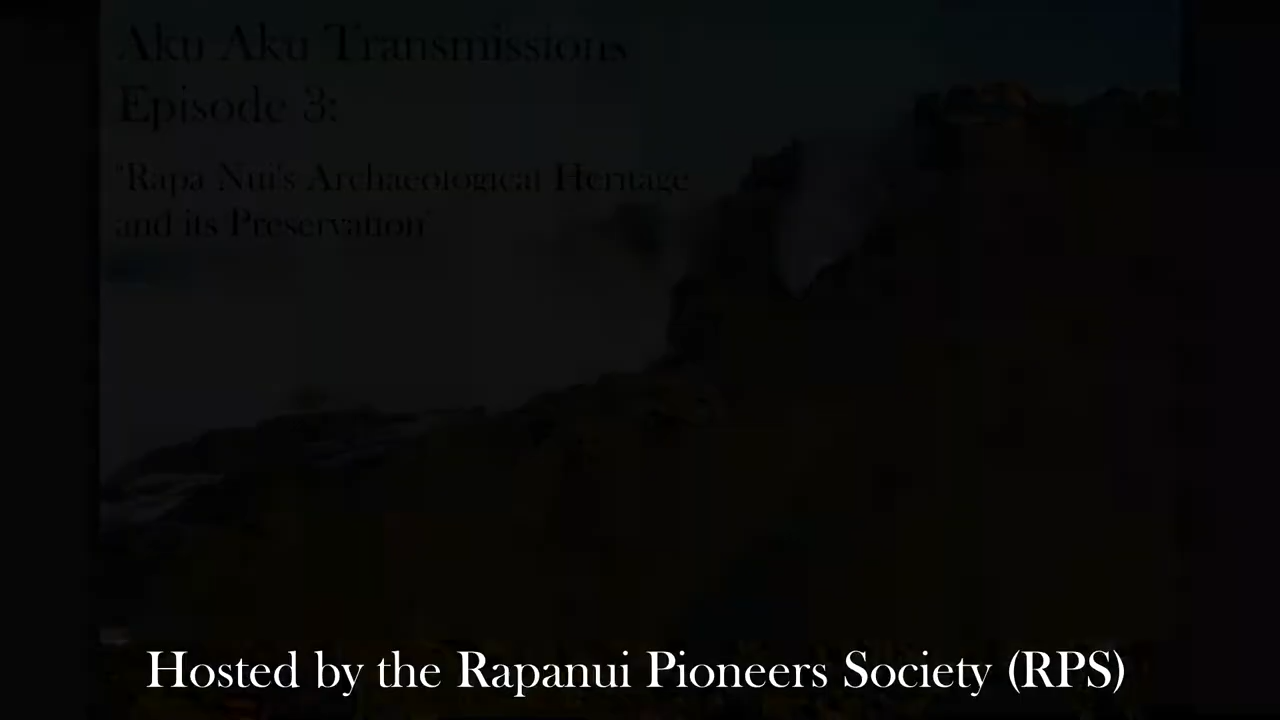 Aku Aku Transmissions
Episode 3:
"Rapa Nui's Archaeological Heritage
and its Preservation"
Hosted by the Rapanui Pioneers Society (RPS)